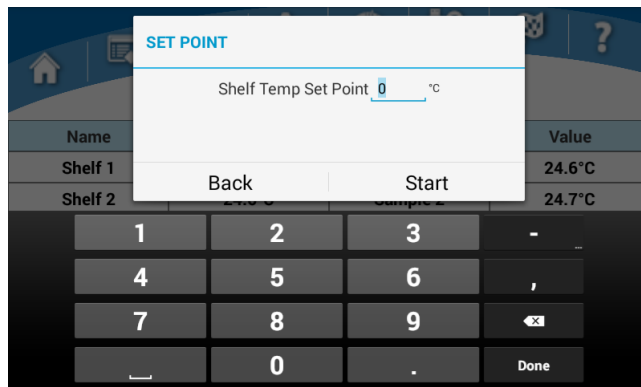 ?
SET POINT
Shelf Temp Set Point 0 °C
Name Value
Shelf 1 24.6°C
Back Start
Shelf 2 24.7°C
1 2 3 -
4 5 6 ,
7 8 9
0 . Done